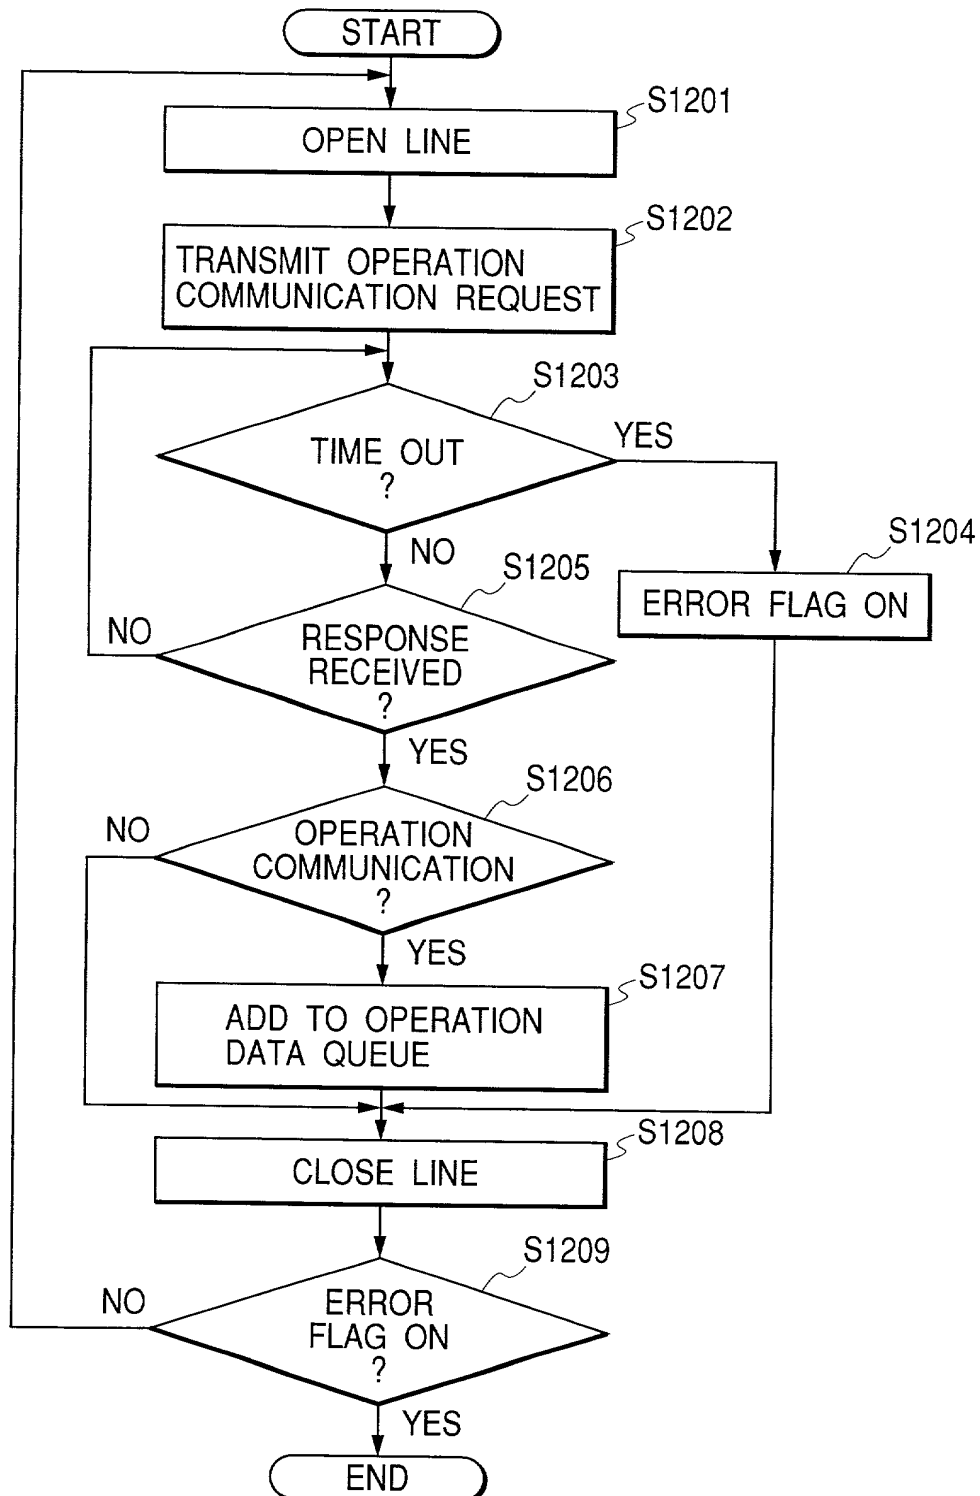 START
S1201
OPEN LINE
S1202
TRANSMIT OPERATION
COMMUNICATION REQUEST
S1203
YES
TIME OUT
?
S1204
NO
S1205
ERROR FLAG ON
NO
RESPONSE
RECEIVED
?
YES
S1206
NO
OPERATION
COMMUNICATION
?
YES
S1207
ADD TO OPERATION
DATA QUEUE
S1208
CLOSE LINE
S1209
NO
ERROR
FLAG ON
?
YES
END